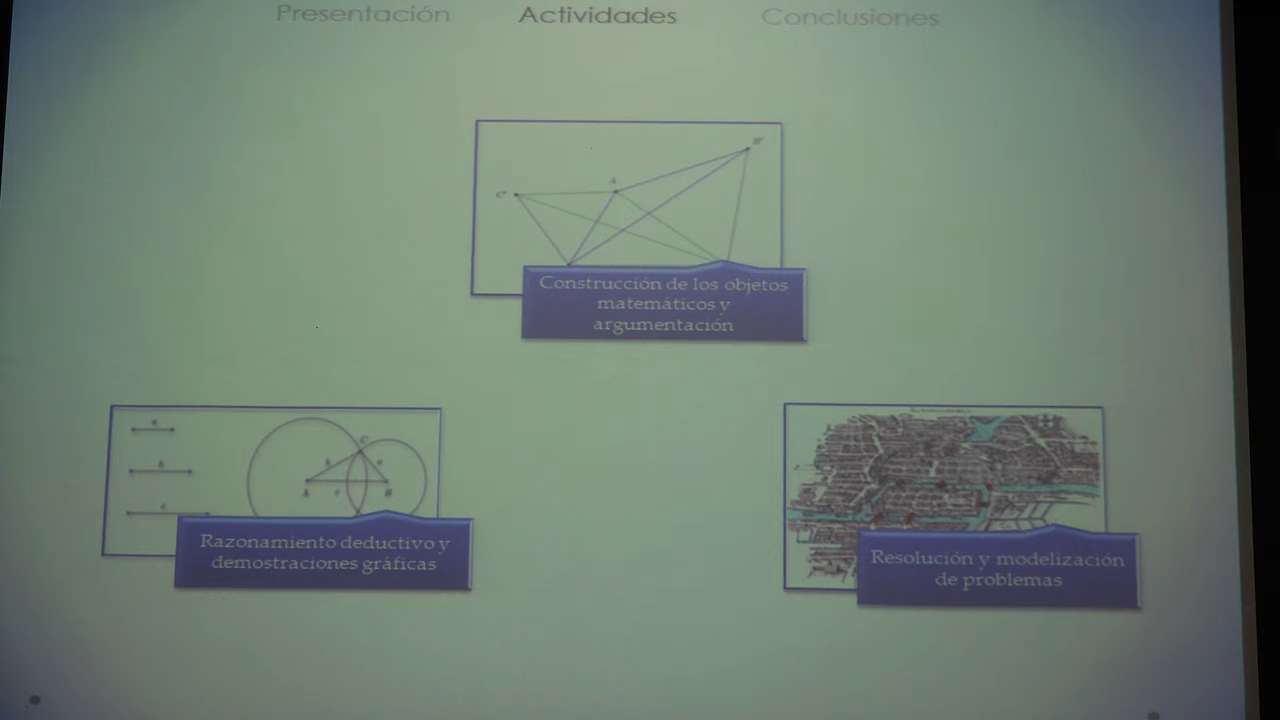 Presentación
Actividades
Conclusiones
A
C'
Construcción de los objetos
matemáticos y
argumentación
a
b
c
C
b
a
A
c
B
Razonamiento deductivo y
demostraciones gráficas
Resolución y modelización
de problemas